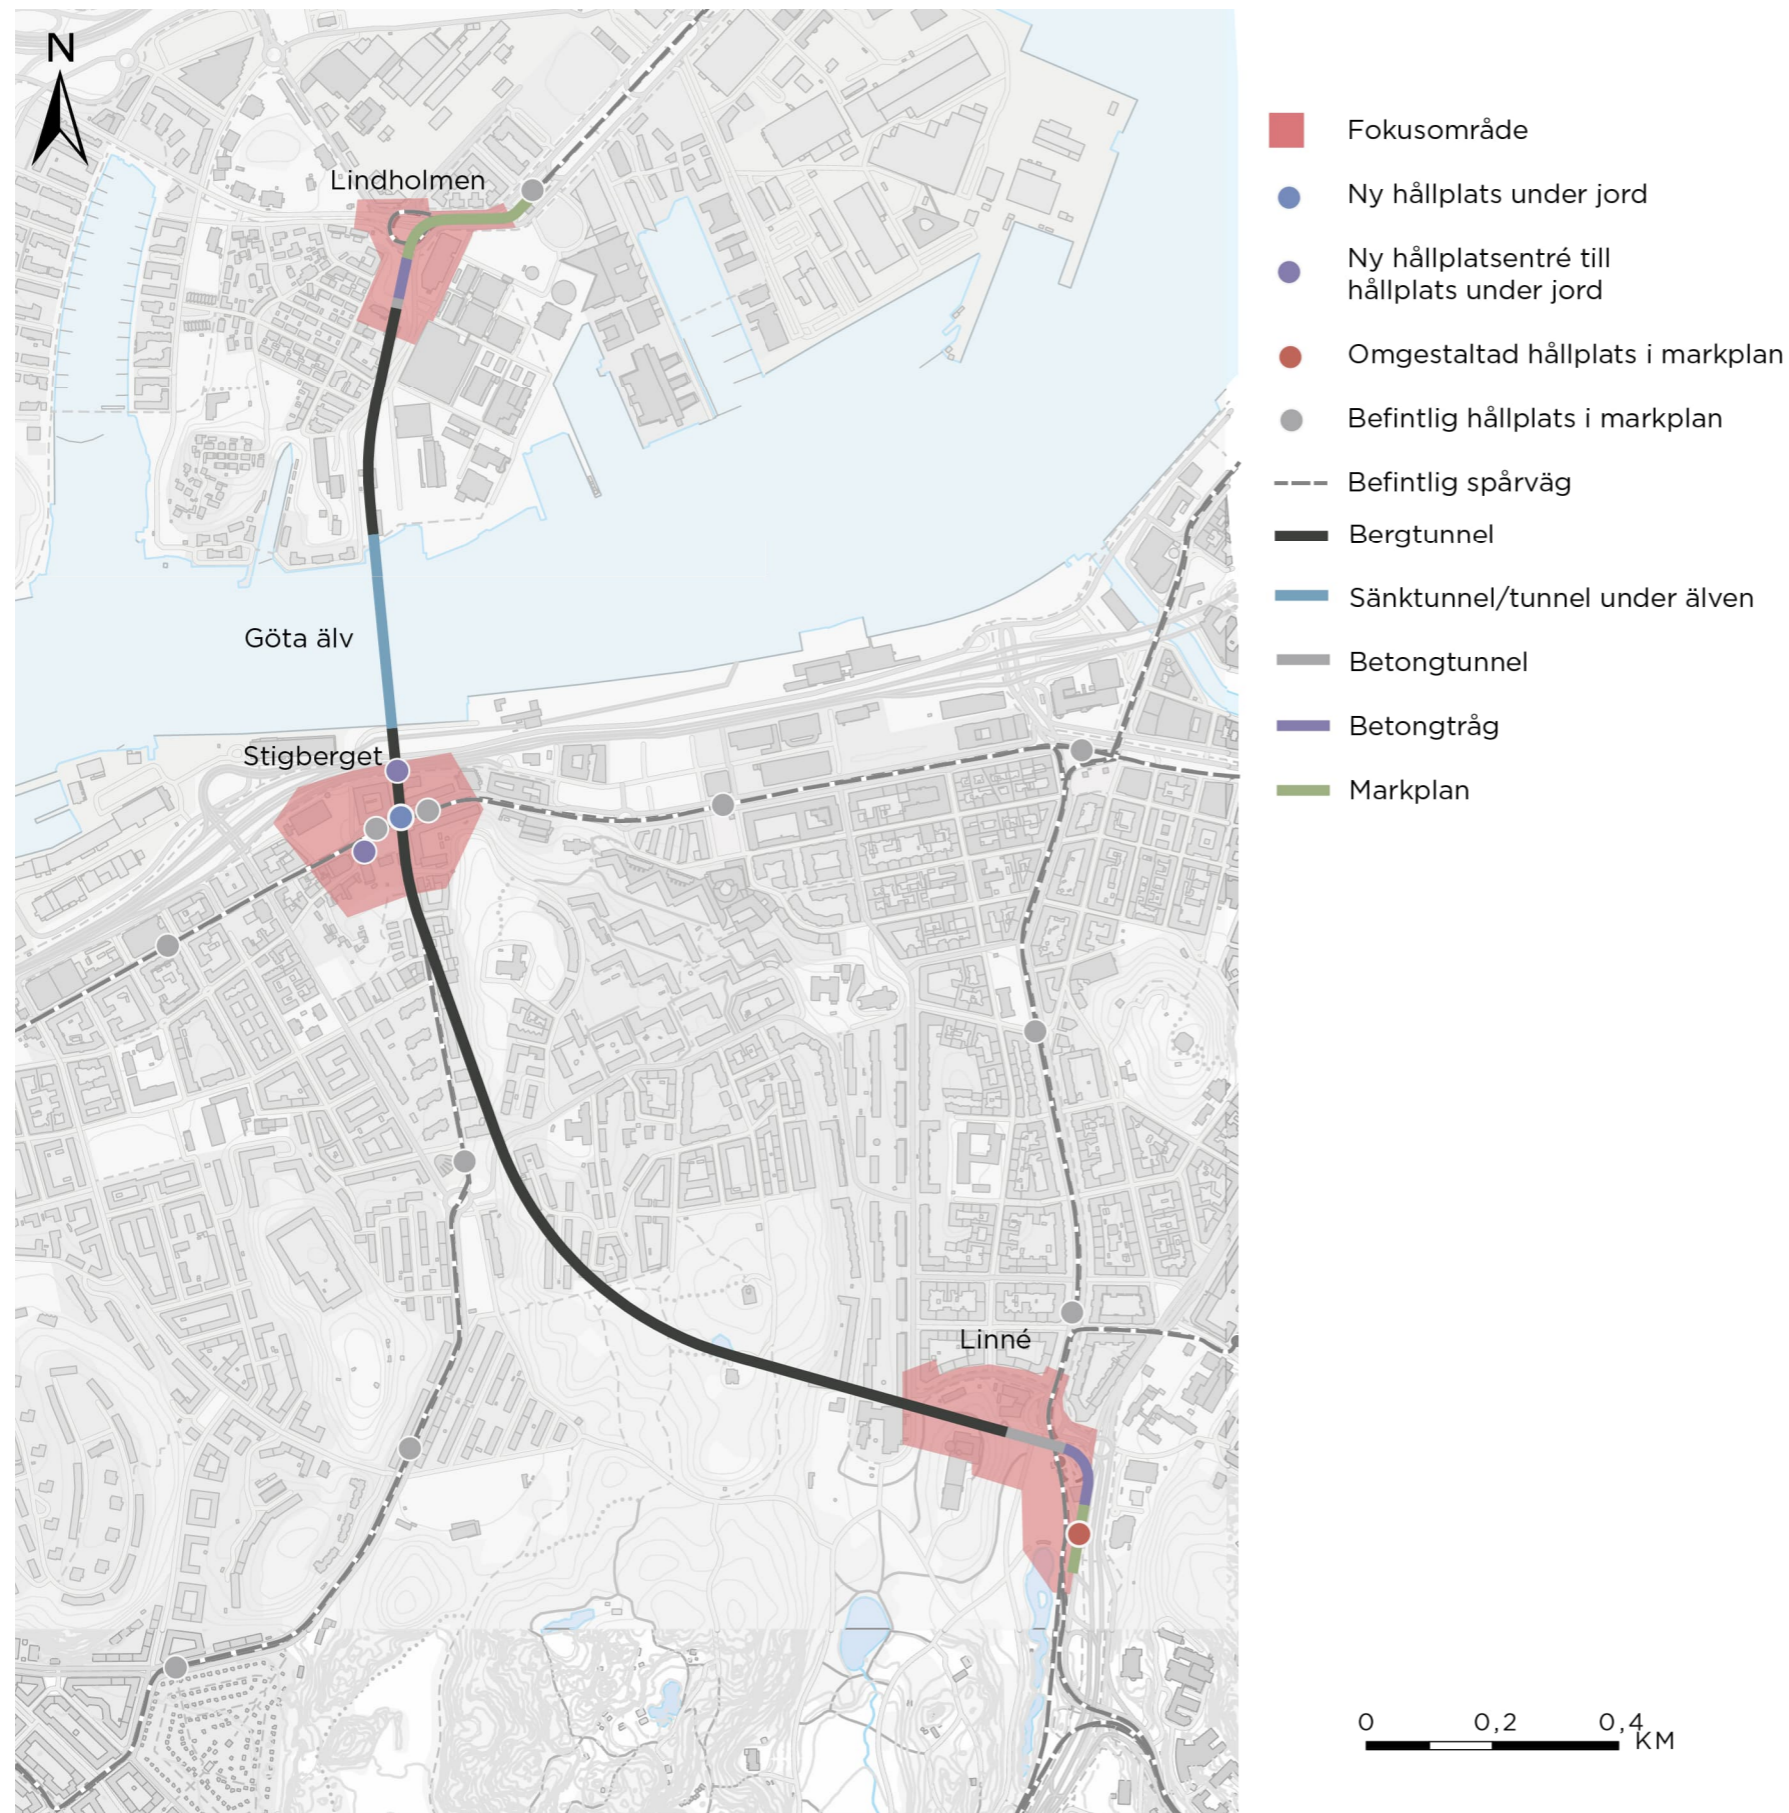 N
Lindholmen
Göta älv
Stigberget
Linné
Fokusområde
Ny hållplats under jord
Ny hållplatsentré till
hållplats under jord
Omgestaltad hållplats i markplan
Befintlig hållplats i markplan
Befintlig spårväg
Bergtunnel
Sänktunnel/tunnel under älven
Betongtunnel
Betongtråg
Markplan
0 0,2 0,4 KM